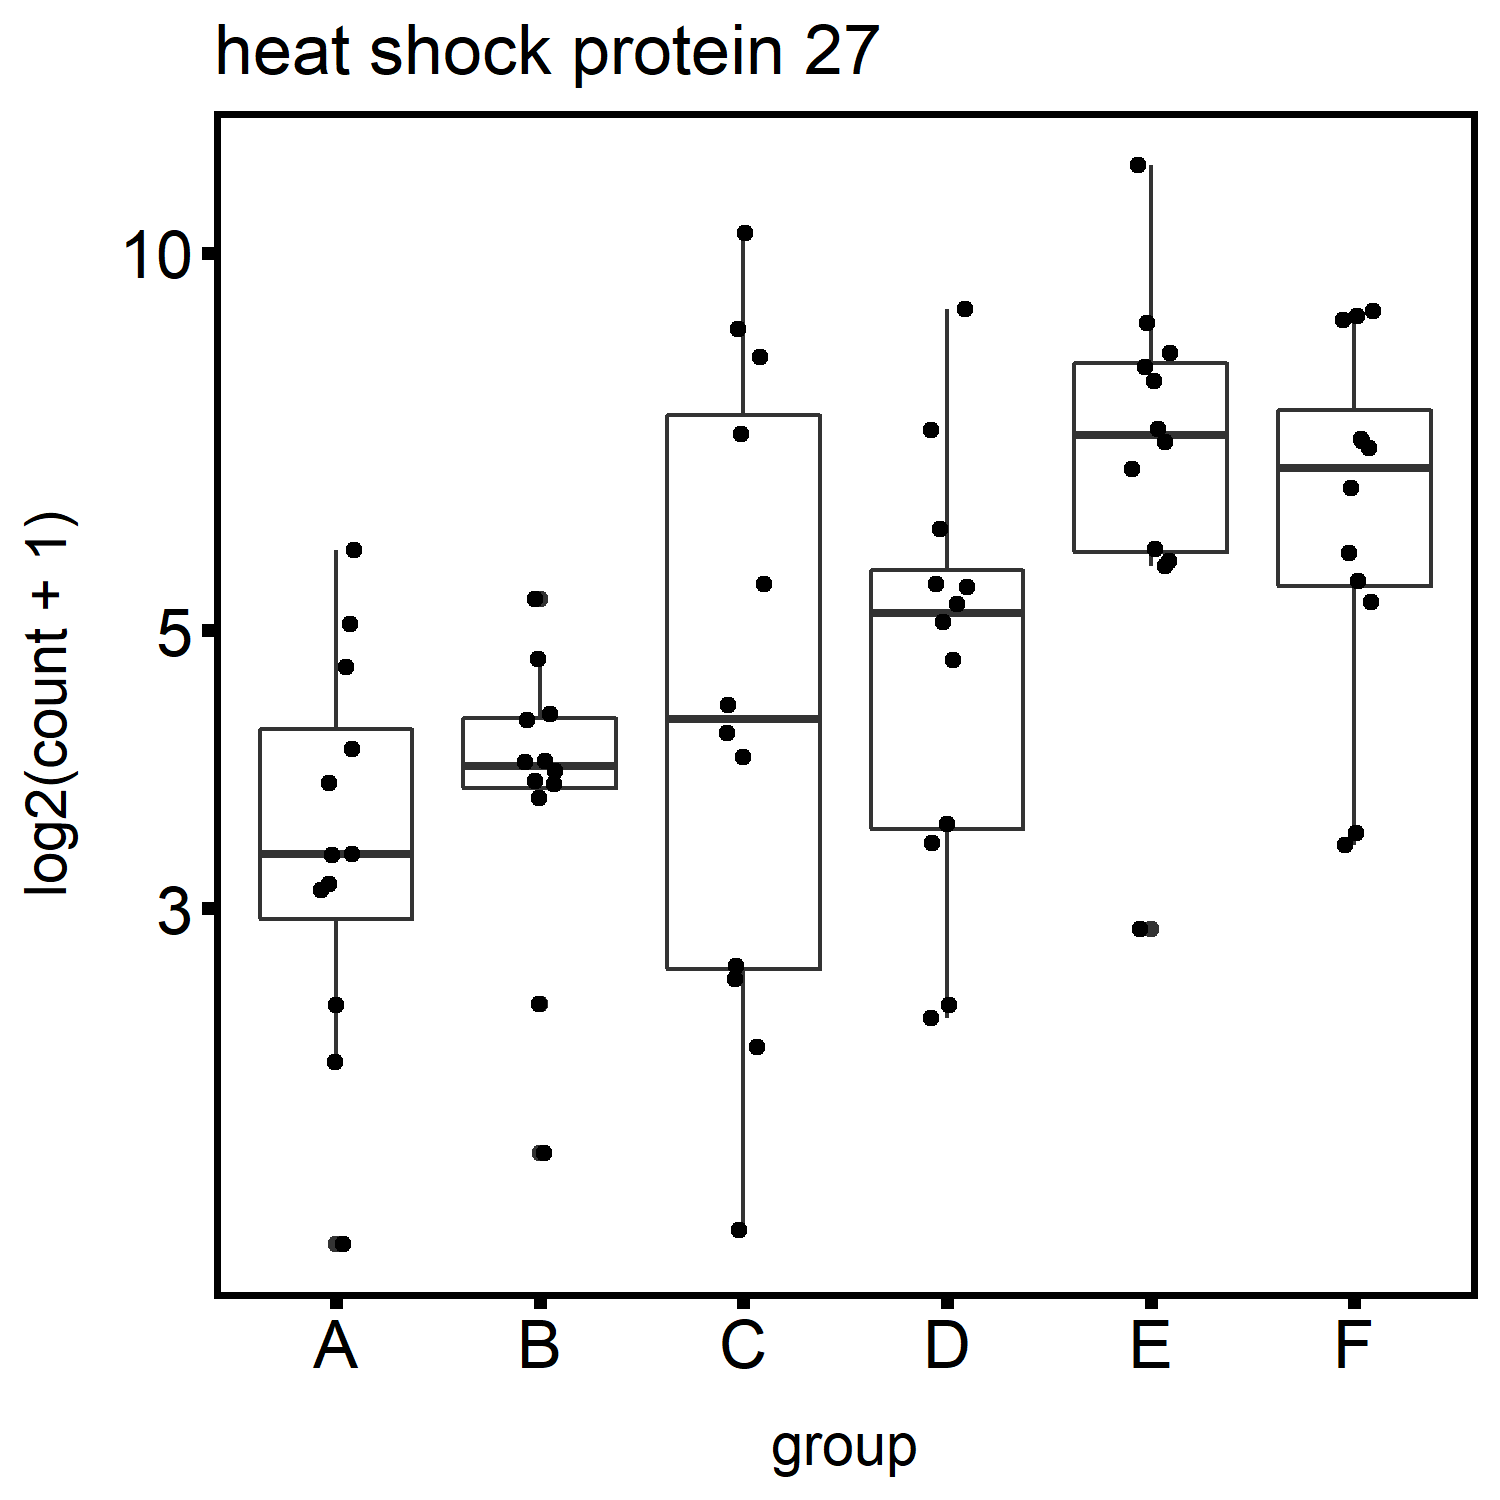 heat shock protein 27
log2(count + 1)
10
5
3
A B C D E F
group